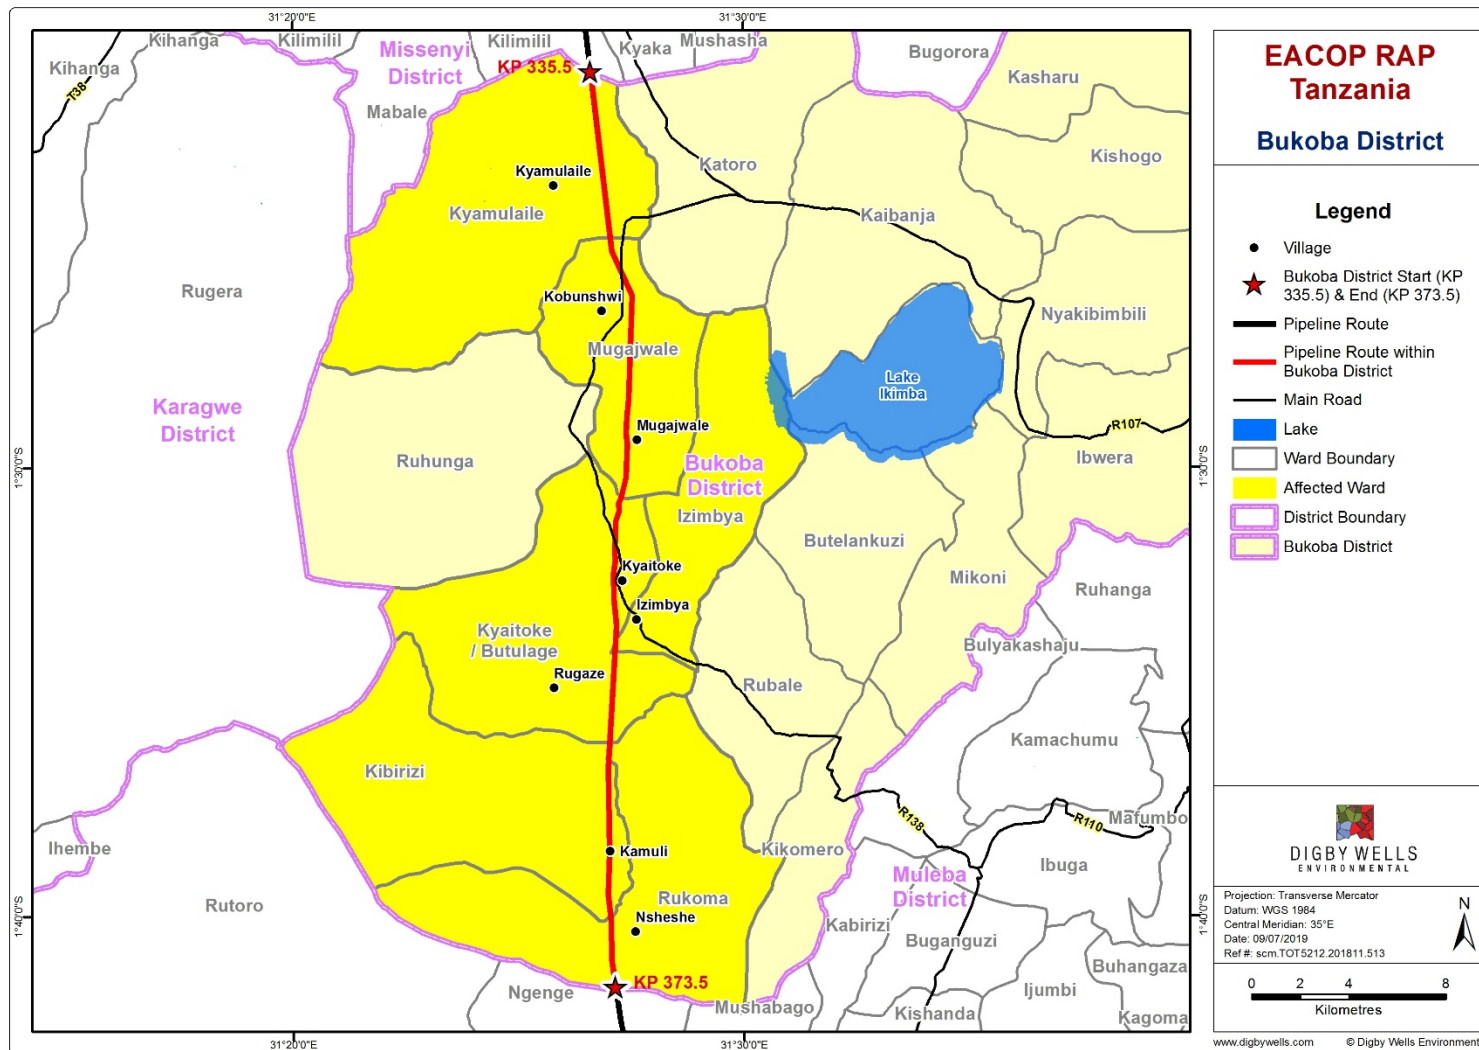 31°20'0"E
31°30'0"E
Kihanga
Kilimilil
Missenyi
District
Kilimilil
Kyaka
Mushasha
Bugorora
Kihanga
T38
KP 335.5
Kasharu
Mabale
Katoro
Kishogo
Kyamulaile
Kyamulaile
Kaibanja
Rugera
Kobunshwi
Nyakibimbili
Mugajwale
Lake
Ikimba
Karagwe
District
Mugajwale
R107
Ruhunga
Bukoba
District
Ibwera
1°30'0"S
1°30'0"S
Izimbya
Butelankuzi
Kyaitoke
Mikoni
Ruhanga
Izimbya
Kyaitoke
/ Butulage
Bulyakashaju
Rugaze
Rubale
Kamachumu
Kibirizi
R138
R110
Mafumbo
Ihembe
Kamuli
Kikomero
Ibuga
Muleba
District
Rutoro
Rukoma
Nsheshe
Kabirizi
1°40'0"S
1°40'0"S
Buganguzi
Buhangaza
KP 373.5
Ngenge
Mushabago
Ijumbi
Kishanda
Kagoma
31°20'0"E
31°30'0"E
EACOP RAP
Tanzania
Bukoba District
Legend
Village
Bukoba District Start (KP
335.5) & End (KP 373.5)
Pipeline Route
Pipeline Route within
Bukoba District
Main Road
Lake
Ward Boundary
Affected Ward
District Boundary
Bukoba District
DIGBY WELLS
ENVIRONMENTAL
Projection: Transverse Mercator
Datum: WGS 1984
Central Meridian: 35°E
Date: 09/07/2019
Ref #: scm.TOT5212.201811.513
N
0 2 4 8
Kilometres
www.digbywells.com © Digby Wells Environment